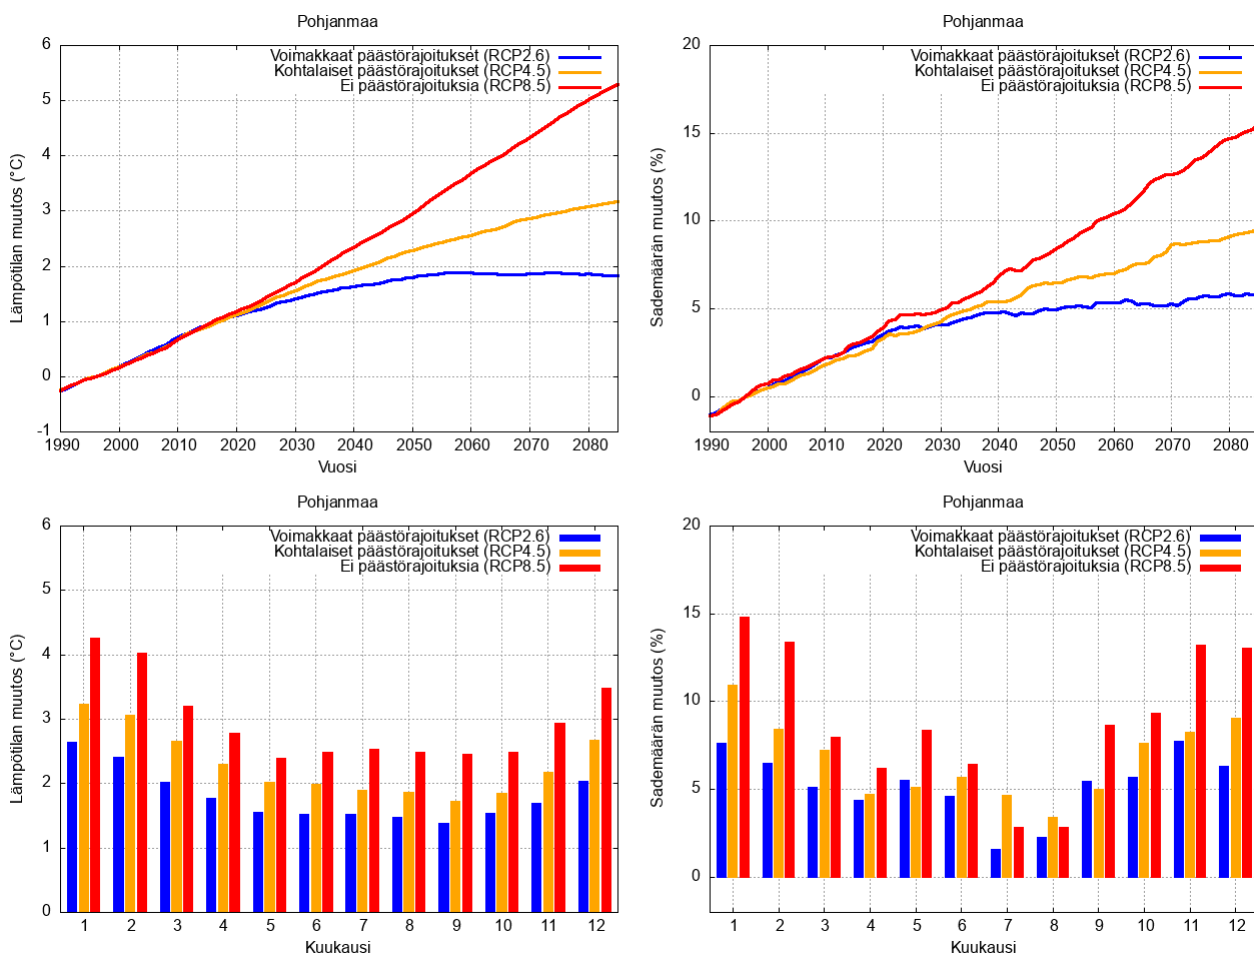 Pohjanmaa
6
5
4
3
2
1
0
-1
Lämpötilan muutos (°C)
Voimakkaat päästörajoitukset (RCP2.6)
Kohtalaiset päästörajoitukset (RCP4.5)
Ei päästörajoituksia (RCP8.5)
1990 2000 2010 2020 2030 2040 2050 2060 2070 2080
Vuosi
Pohjanmaa
20
15
10
5
0
Sademäärän muutos (%)
Voimakkaat päästörajoitukset (RCP2.6)
Kohtalaiset päästörajoitukset (RCP4.5)
Ei päästörajoituksia (RCP8.5)
1990 2000 2010 2020 2030 2040 2050 2060 2070 2080
Vuosi
Pohjanmaa
6
5
4
3
2
1
0
Lämpötilan muutos (°C)
Voimakkaat päästörajoitukset (RCP2.6)
Kohtalaiset päästörajoitukset (RCP4.5)
Ei päästörajoituksia (RCP8.5)
1 2 3 4 5 6 7 8 9 10 11 12
Kuukausi
Pohjanmaa
20
15
10
5
0
Sademäärän muutos (%)
Voimakkaat päästörajoitukset (RCP2.6)
Kohtalaiset päästörajoitukset (RCP4.5)
Ei päästörajoituksia (RCP8.5)
1 2 3 4 5 6 7 8 9 10 11 12
Kuukausi